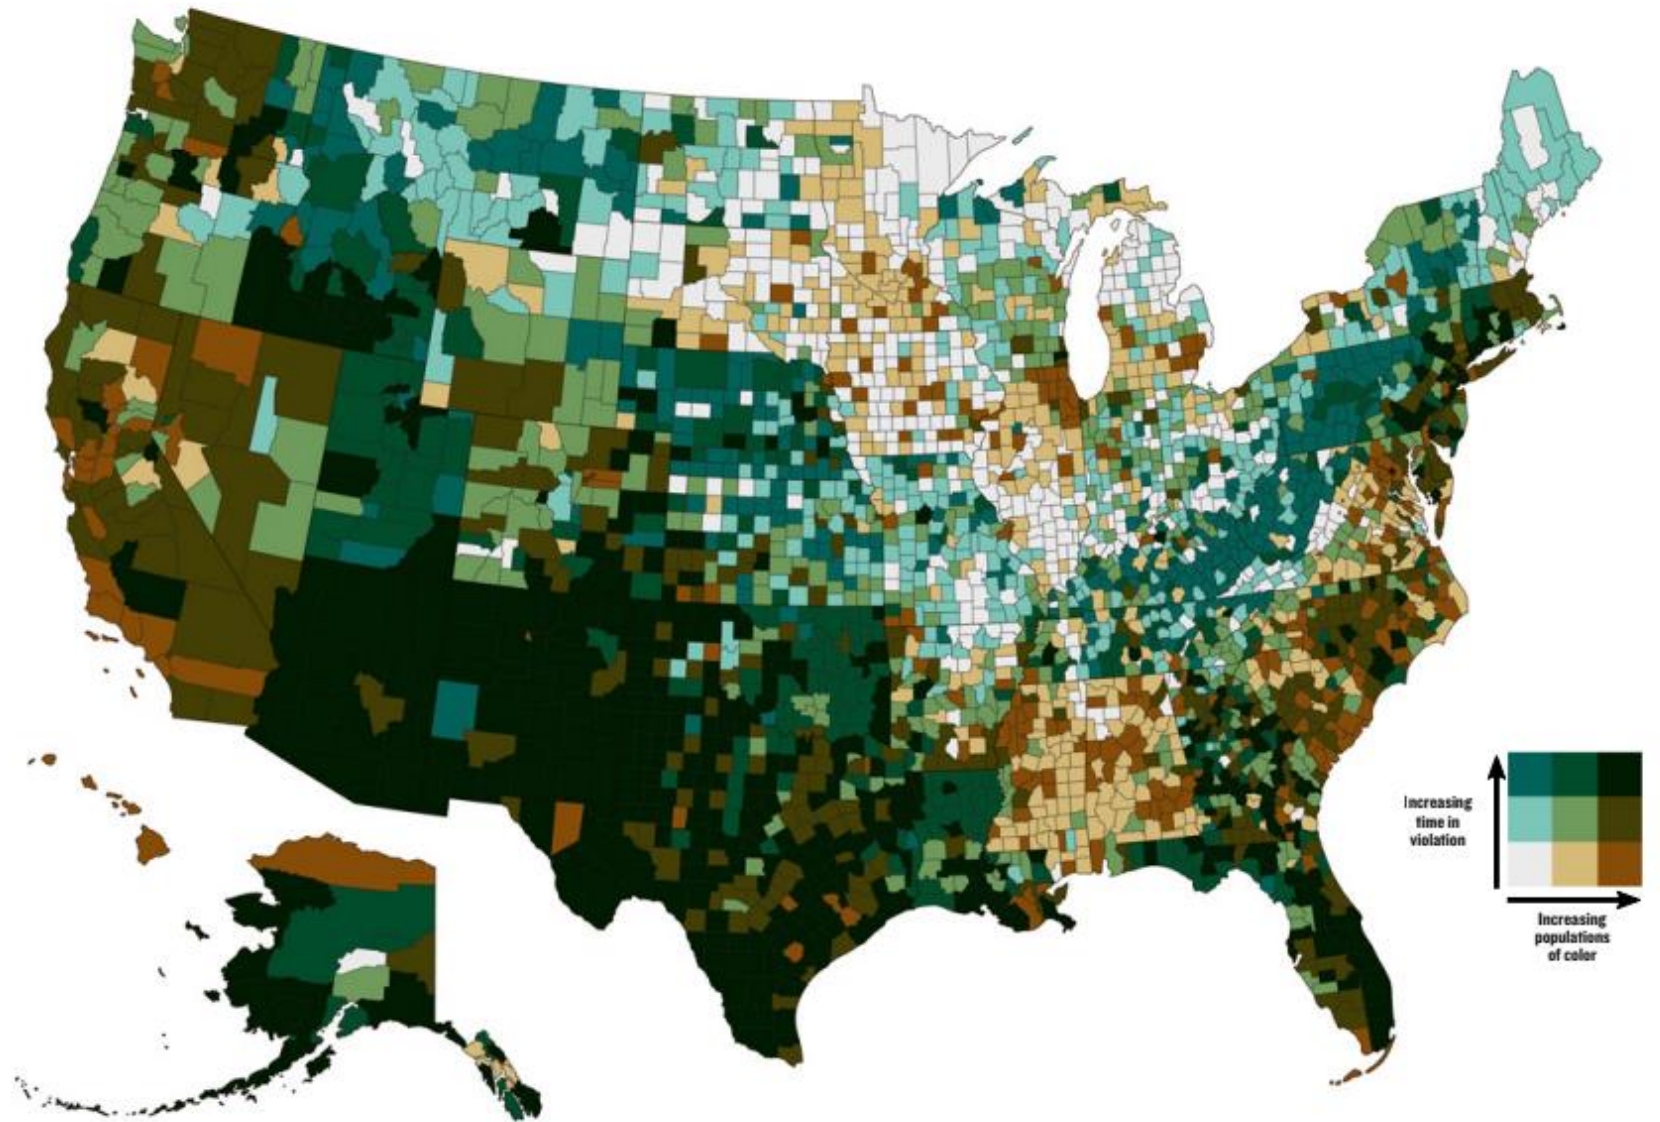 Increasing
time in
violation
Increasing
populations
of color